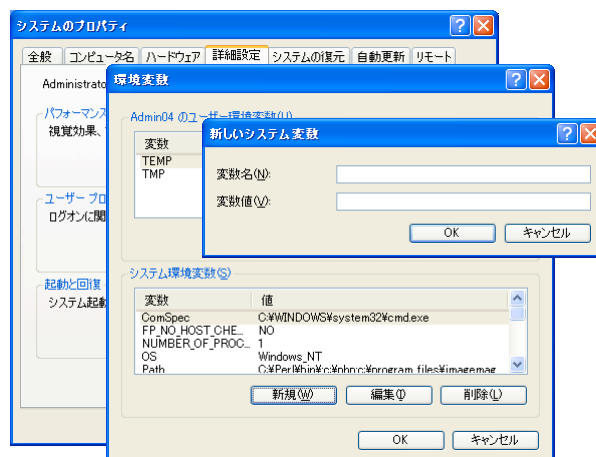 システムのプロパティ
全般 コンピュータ名 ハードウェア 詳細設定 システムの復元 自動更新 リモート
Administrato
パフォーマンス
視覚効果、
ユーザー プロ
ログオンに関
起動と回復
システム起動
環境変数
Admin04 のユーザー環境変数(U)
変数
TEMP
TMP
新しいシステム変数
変数名(N):
変数値(V):
OK キャンセル
システム環境変数(S)
変数 値
ComSpec C:¥WINDOWS¥system32¥cmd.exe
FP_NO_HOST_CHE... NO
NUMBER_OF_PROC... 1
OS Windows_NT
Path C:¥Perl¥bin¥;c:¥php;c:¥program files¥imagemag
新規(W) 編集(I) 削除(L)
OK キャンセル